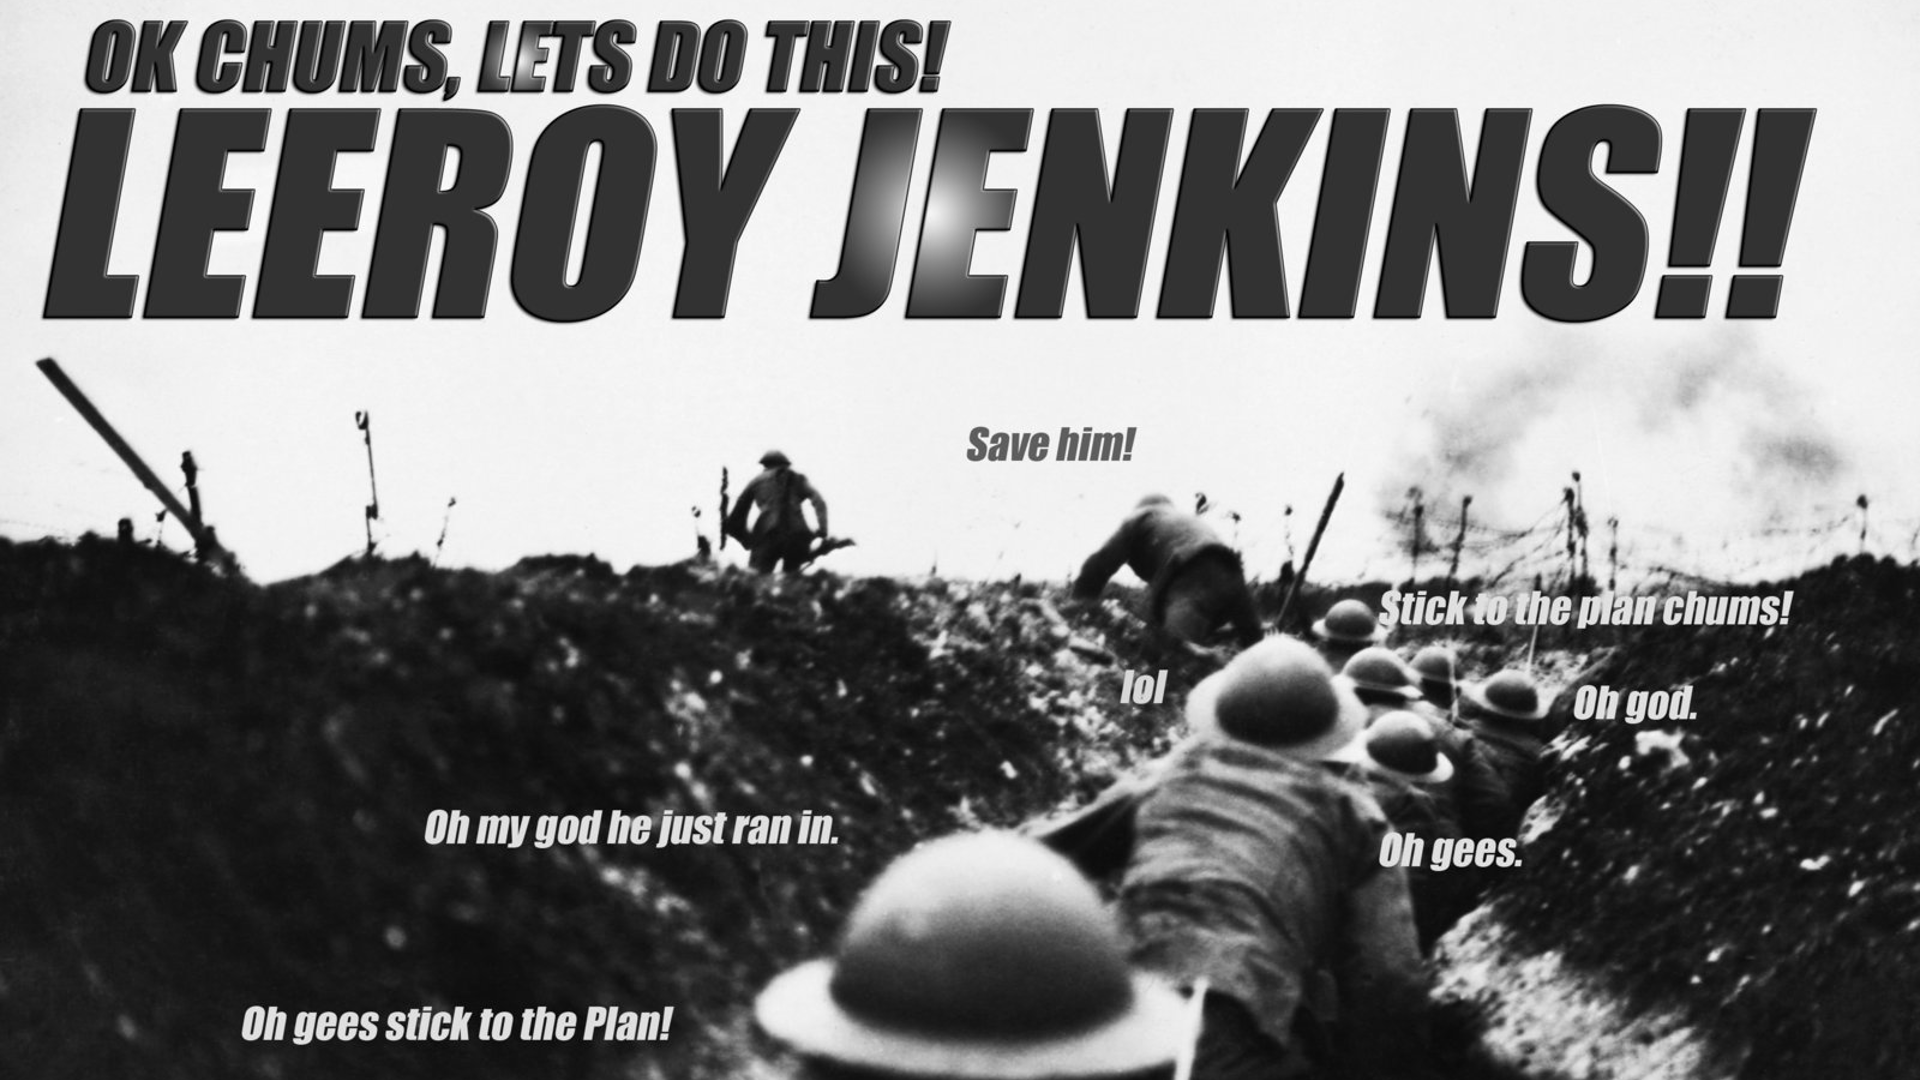 OK CHUMS, LETS DO THIS!
LEEROY JENKINS!!
Save him!
Stick to the plan chums!
lol
Oh god.
Oh my god he just ran in.
Oh gees.
Oh gees stick to the Plan!